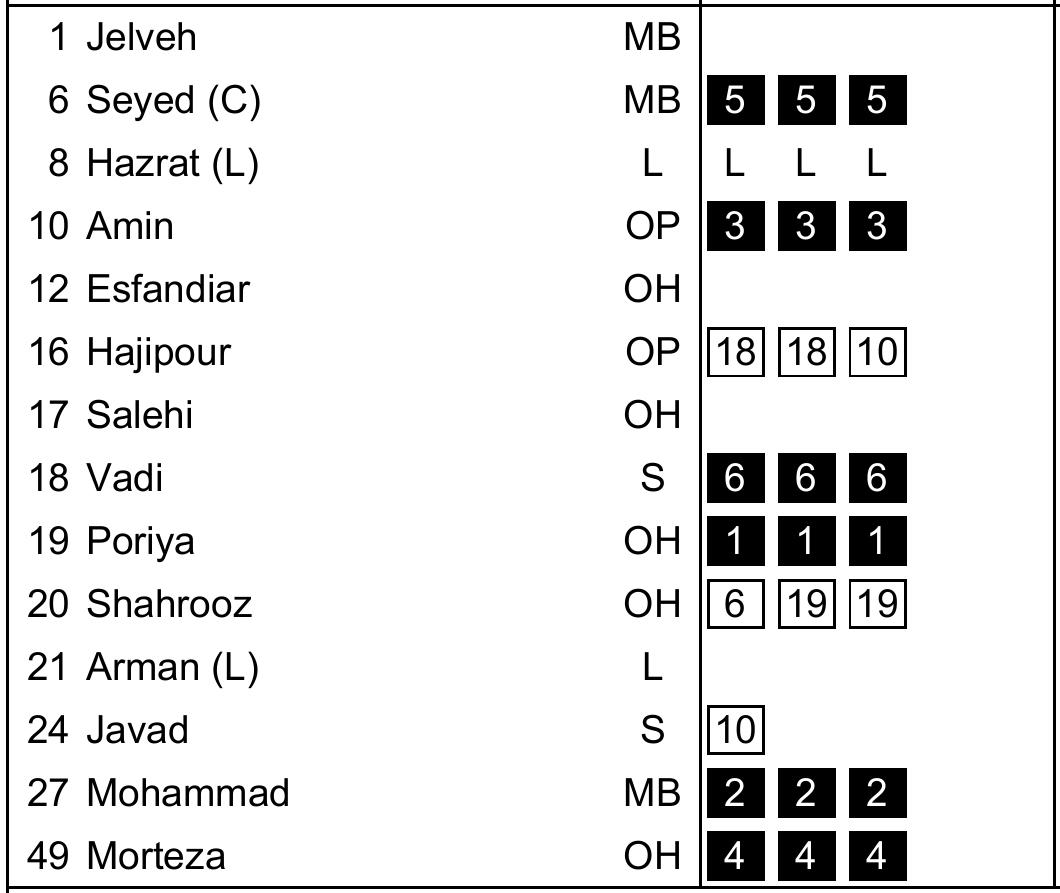 1 Jelveh MB
6 Seyed (C) MB 5 5 5
8 Hazrat (L) L L L L
10 Amin OP 3 3 3
12 Esfandiar OH
16 Hajipour OP 18 18 10
17 Salehi OH
18 Vadi S 6 6 6
19 Poriya OH 1 1 1
20 Shahrooz OH 6 19 19
21 Arman (L) L
24 Javad S 10
27 Mohammad MB 2 2 2
49 Morteza OH 4 4 4